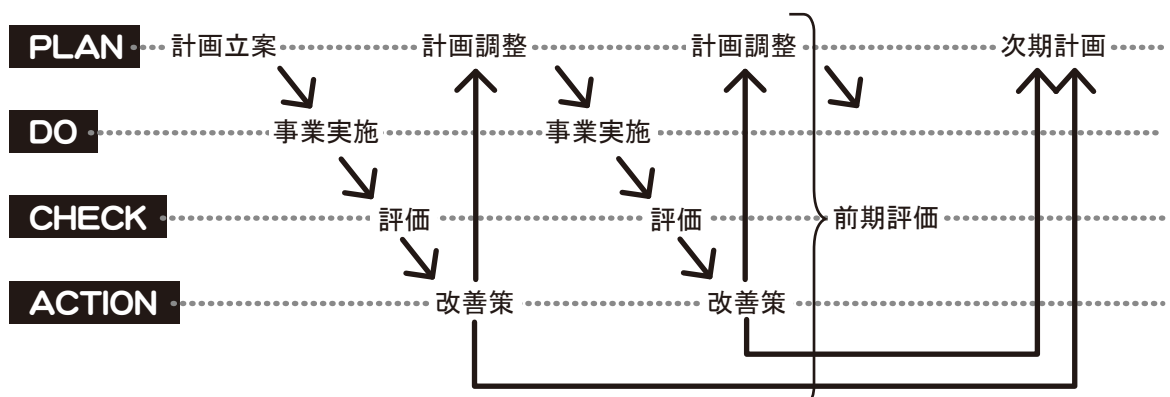 PLAN 計画立案 計画調整 計画調整 次期計画
DO 事業実施 事業実施
CHECK 評価 評価 前期評価
ACTION 改善策 改善策